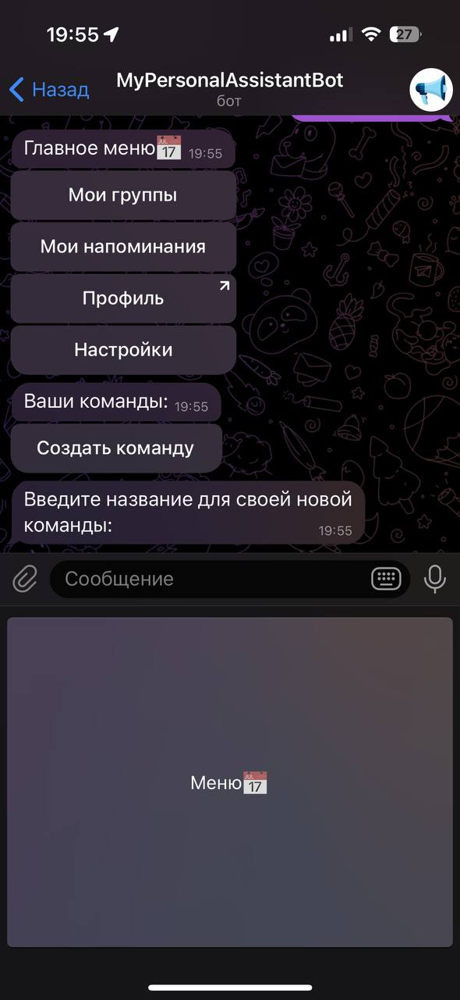 19:55
27
Назад
MyPersonalAssistantBot
бот
Главное меню📅 19:55
Мои группы
Мои напоминания
Профиль
Настройки
Ваши команды: 19:55
Создать команду
Введите название для своей новой
команды: 19:55
Сообщение
Меню📅